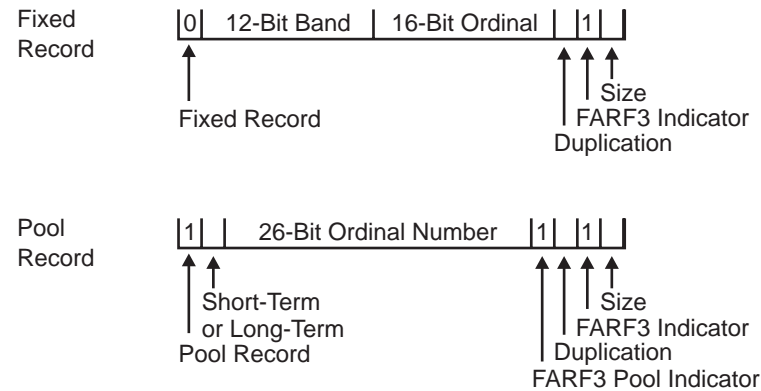 Fixed
Record
0 12-Bit Band 16-Bit Ordinal 1
Size
FARF3 Indicator
Fixed Record
Duplication
Pool
Record
1 26-Bit Ordinal Number 1 1
Short-Term
or Long-Term
Pool Record
Size
FARF3 Indicator
Duplication
FARF3 Pool Indicator